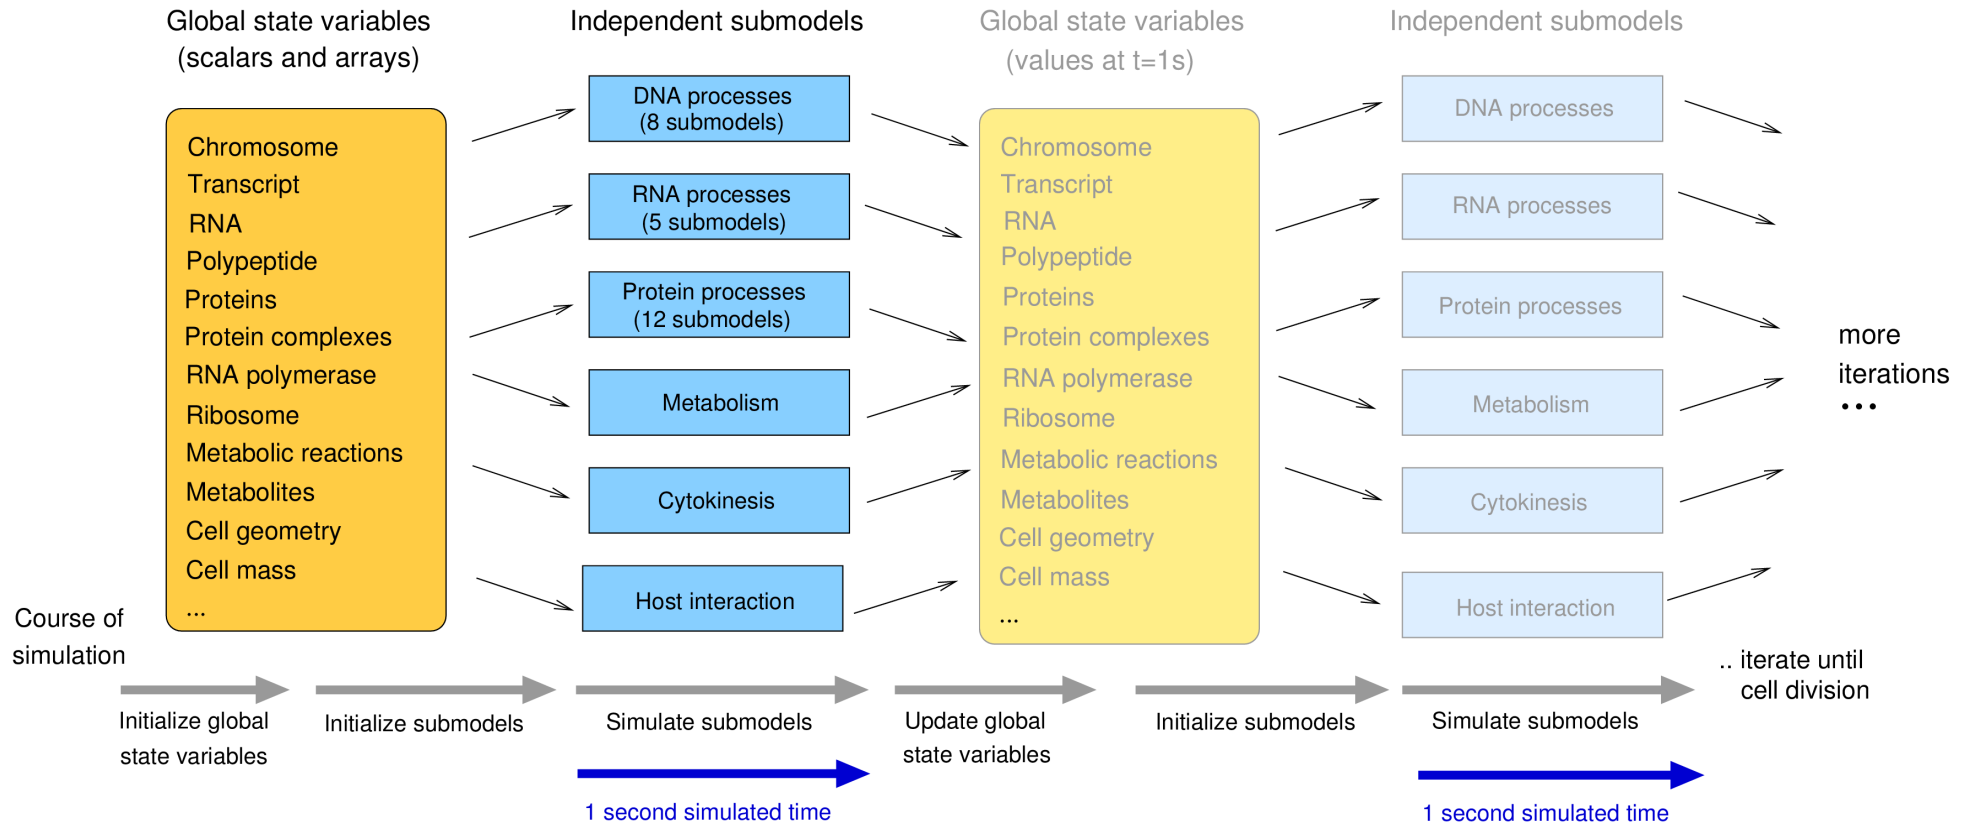 Global state variables
(scalars and arrays)
Independent submodels
Global state variables
(values at t=1s)
Independent submodels
Chromosome
Transcript
RNA
Polypeptide
Proteins
Protein complexes
RNA polymerase
Ribosome
Metabolic reactions
Metabolites
Cell geometry
Cell mass
...
DNA processes
(8 submodels)
RNA processes
(5 submodels)
Protein processes
(12 submodels)
Metabolism
Cytokinesis
Host interaction
Chromosome
Transcript
RNA
Polypeptide
Proteins
Protein complexes
RNA polymerase
Ribosome
Metabolic reactions
Metabolites
Cell geometry
Cell mass
...
DNA processes
RNA processes
Protein processes
Metabolism
Cytokinesis
Host interaction
more
iterations
...
Course of
simulation
Initialize global
state variables
Initialize submodels
Simulate submodels
Update global
state variables
Initialize submodels
Simulate submodels
.. iterate until
cell division
1 second simulated time
1 second simulated time